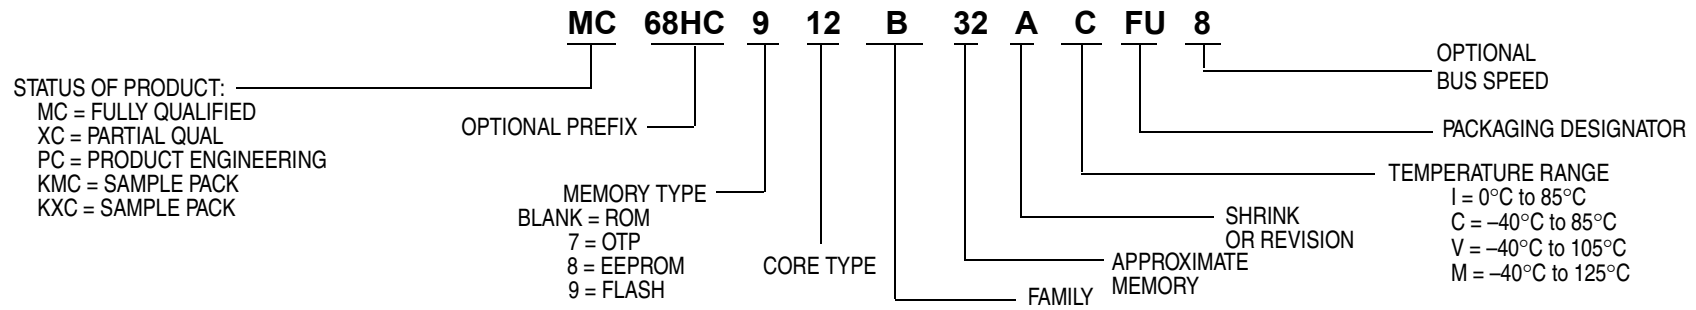 MC 68HC 9 12 B 32 A C FU 8
OPTIONAL
BUS SPEED
STATUS OF PRODUCT:
MC = FULLY QUALIFIED
XC = PARTIAL QUAL
PC = PRODUCT ENGINEERING
KMC = SAMPLE PACK
KXC = SAMPLE PACK
OPTIONAL PREFIX
PACKAGING DESIGNATOR
MEMORY TYPE
BLANK = ROM
7 = OTP
8 = EEPROM
9 = FLASH
CORE TYPE
FAMILY
APPROXIMATE
MEMORY
SHRINK
OR REVISION
TEMPERATURE RANGE
I = 0°C to 85°C
C = –40°C to 85°C
V = –40°C to 105°C
M = –40°C to 125°C